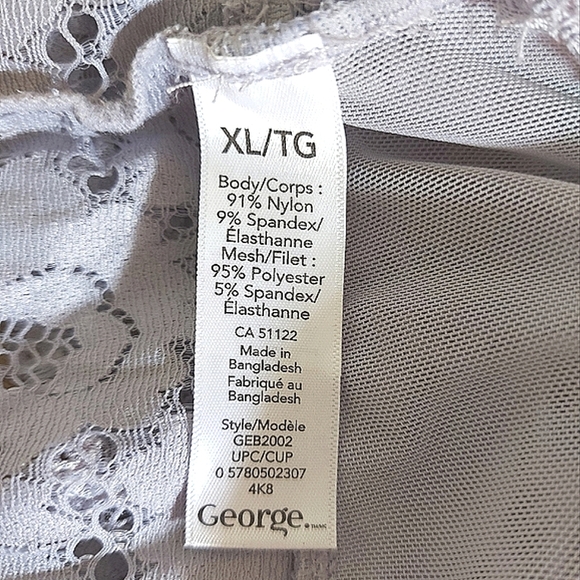 XL/TG
Body/Corps :
91% Nylon
9% Spandex/
Élasthanne
Mesh/Filet :
95% Polyester
5% Spandex/
Élasthanne
CA 51122
Made in
Bangladesh
Fabriqué au
Bangladesh
Style/Modèle
GEB2002
UPC/CUP
0 5780502307
4K8
George.